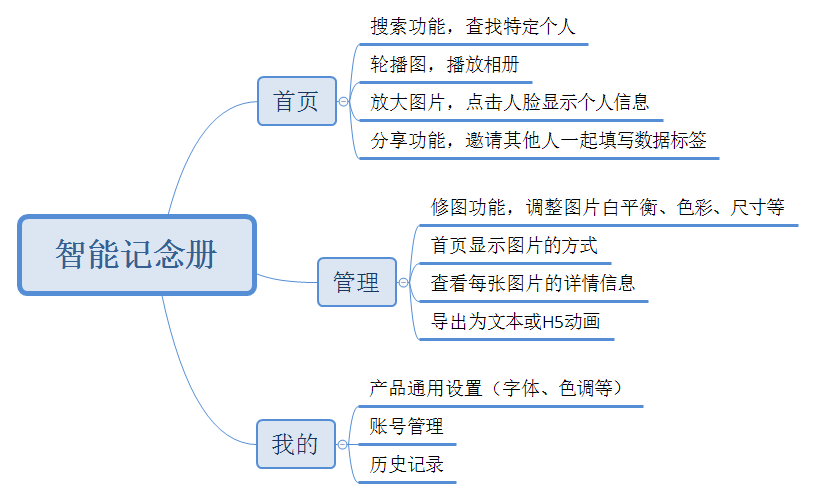 智能记念册
首页
搜索功能，查找特定个人
轮播图，播放相册
放大图片，点击人脸显示个人信息
分享功能，邀请其他人一起填写数据标签
管理
修图功能，调整图片白平衡、色彩、尺寸等
首页显示图片的方式
查看每张图片的详情信息
导出为文本或H5动画
我的
产品通用设置（字体、色调等）
账号管理
历史记录